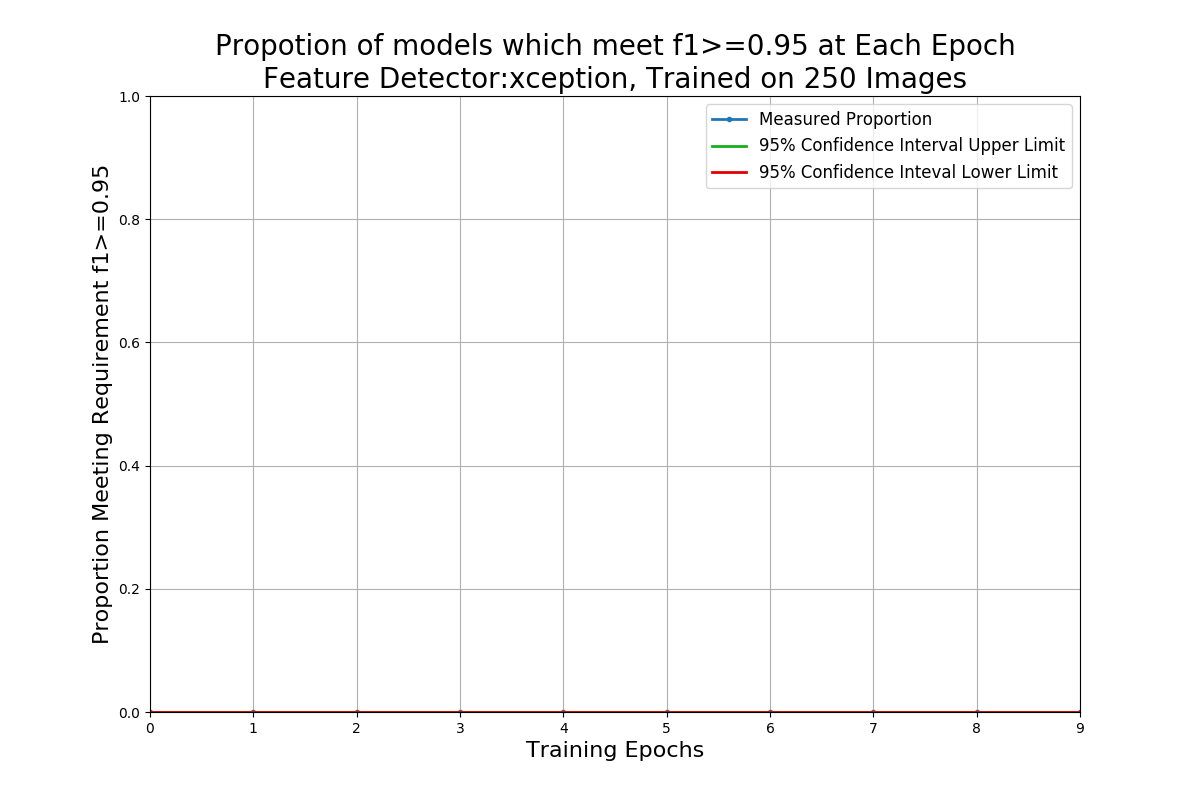 Propotion of models which meet f1>=0.95 at Each Epoch
Feature Detector:xception, Trained on 250 Images
Measured Proportion
95% Confidence Interval Upper Limit
95% Confidence Inteval Lower Limit
Proportion Meeting Requirement f1>=0.95
1.0
0.8
0.6
0.4
0.2
0.0
0 1 2 3 4 5 6 7 8 9
Training Epochs